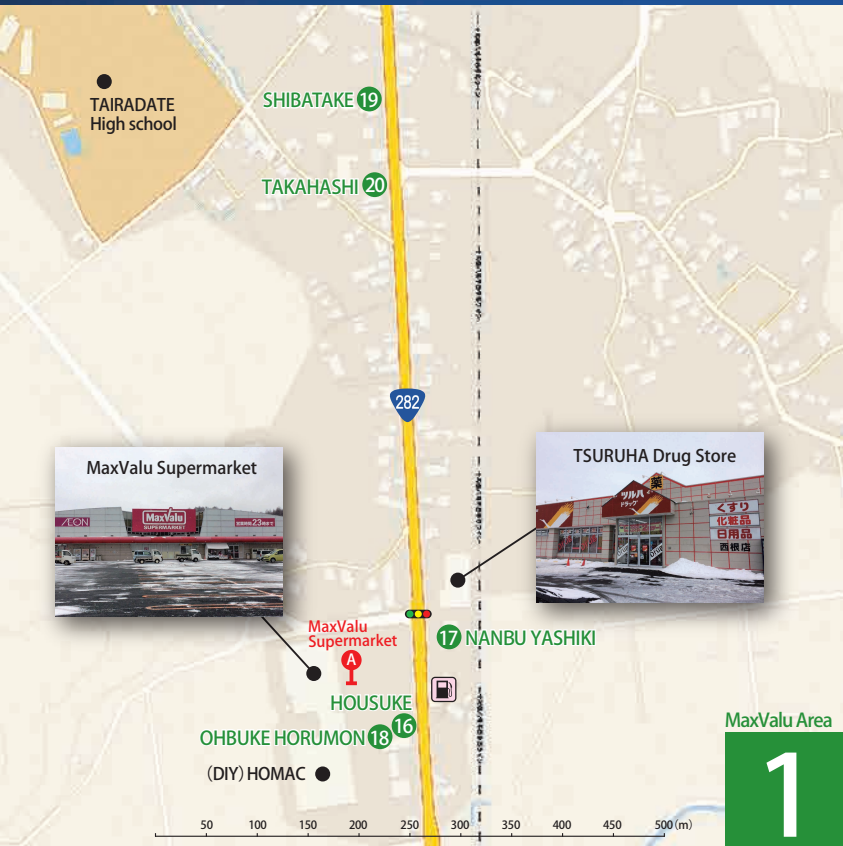 TAIRADATE
High school
SHIBATAKE 19
TAKAHASHI 20
282
MaxValu Supermarket
ÆON
MaxValu
SUPERMARKET
TSURUHA Drug Store
薬
ツルハ
ドラッグ
くすり
化粧品
日用品
西根店
MaxValu
Supermarket
A
17 NANBU YASHIKI
HOUSUKE
16
OHBUKE HORUMON 18
(DIY) HOMAC
MaxValu Area
1
50 100 150 200 250 300 350 400 450 500 (m)